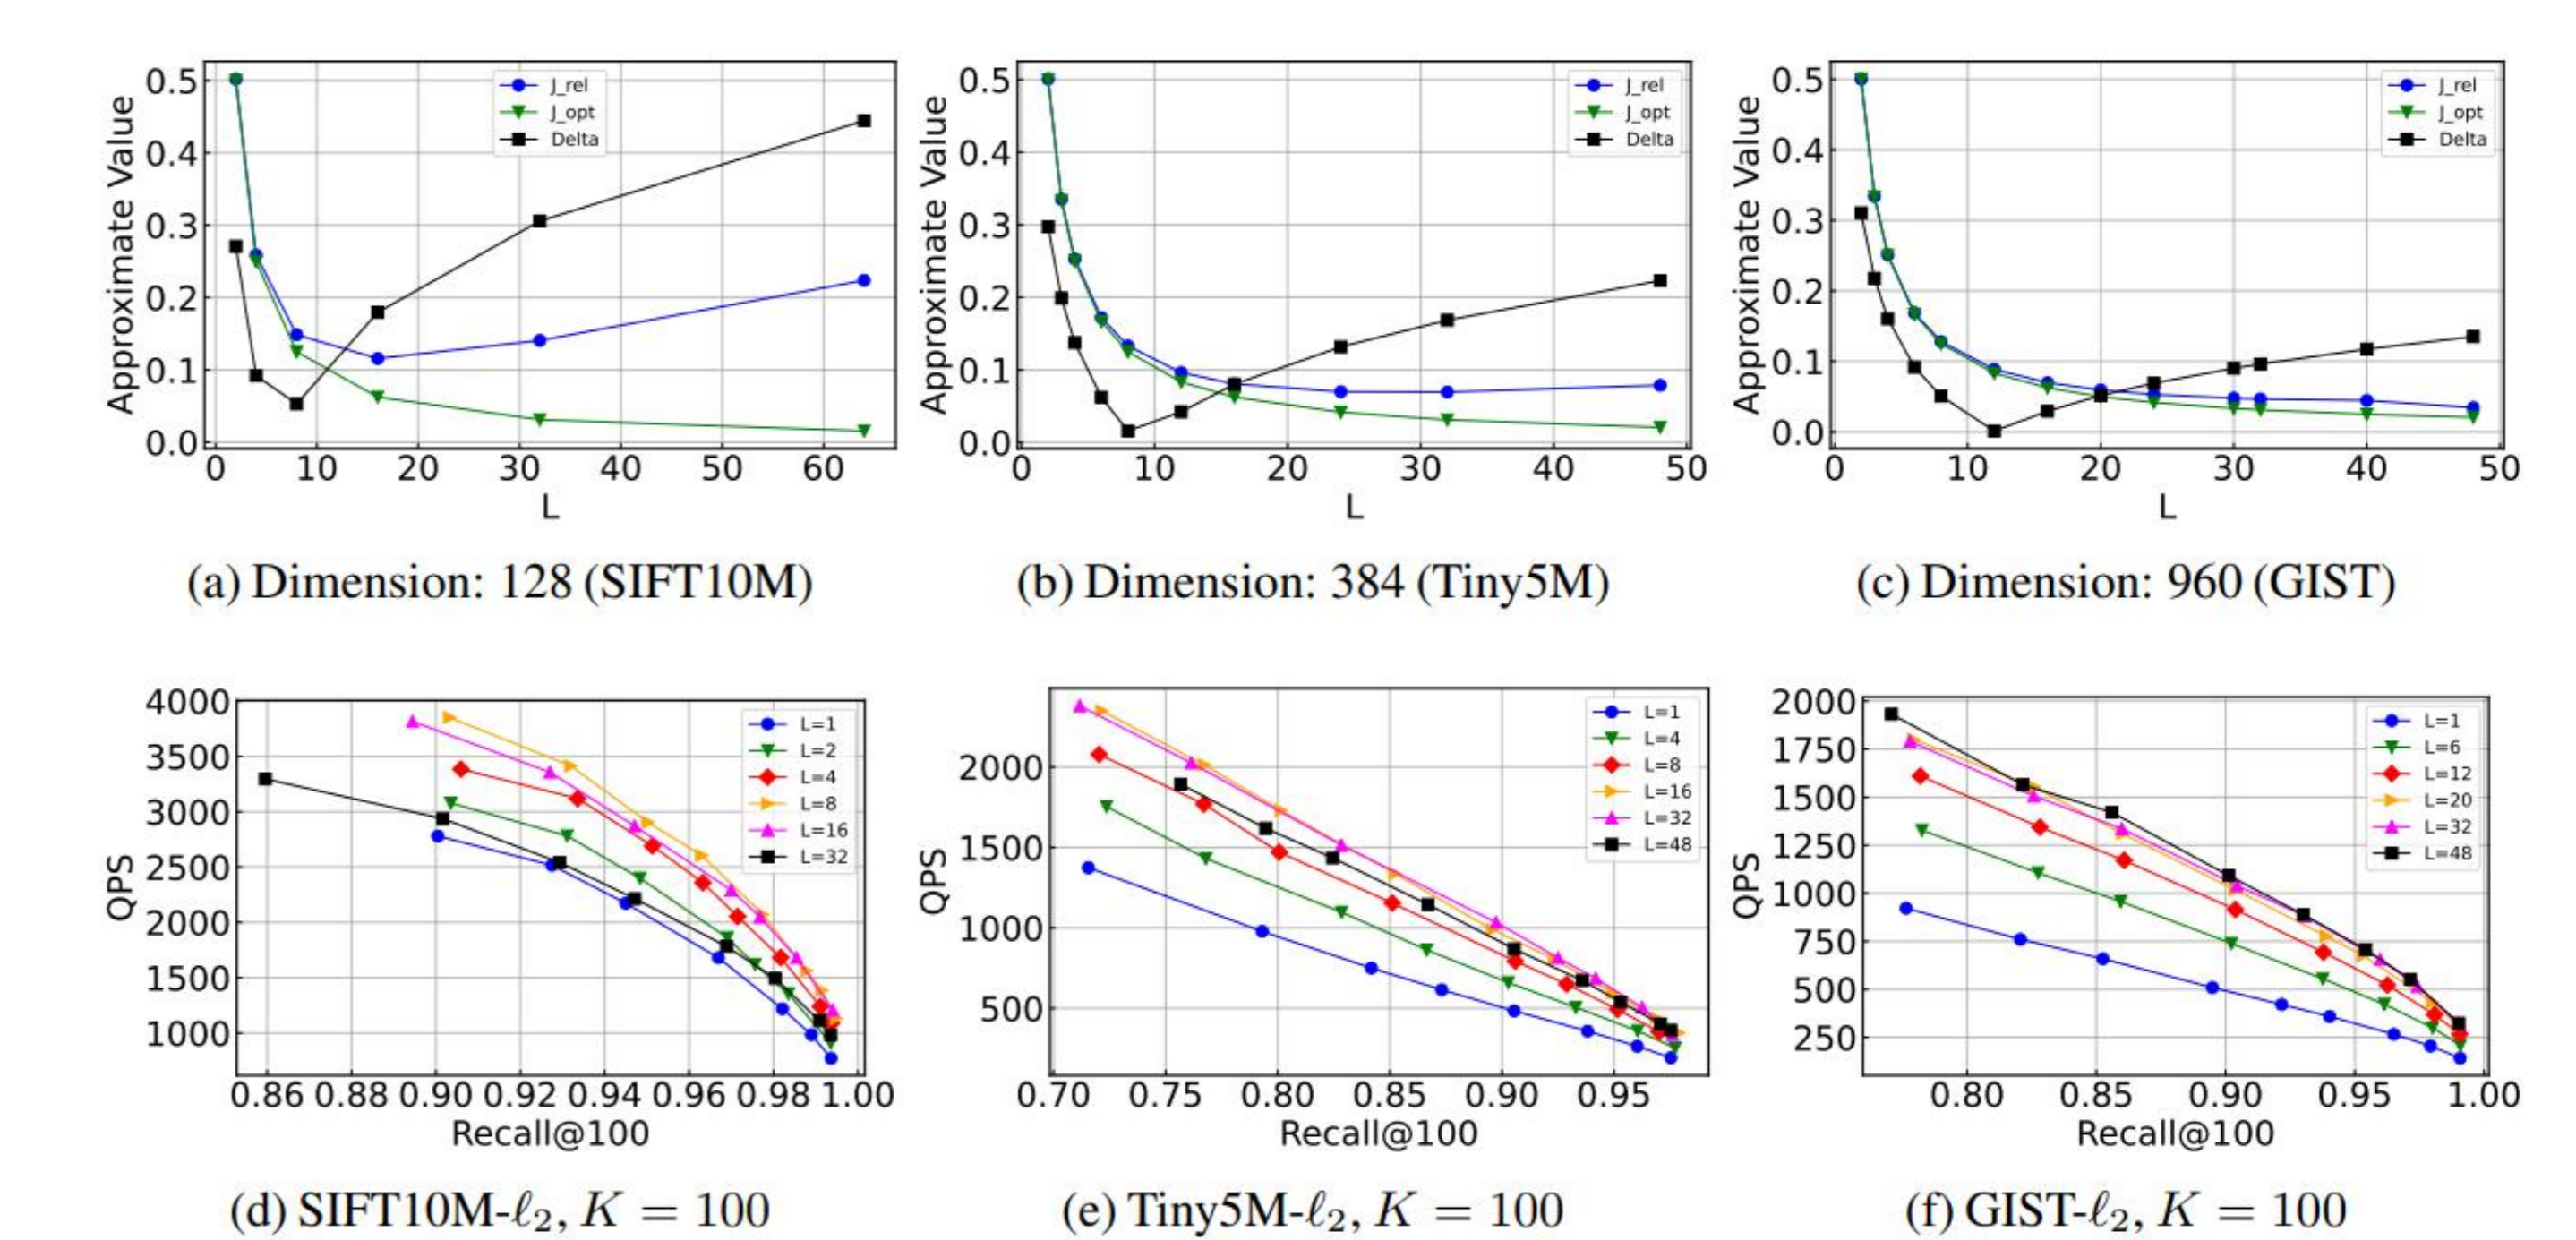 Approximate Value
0.5
0.4
0.3
0.2
0.1
0.0
J_rel
J_opt
Delta
0 10 20 30 40 50 60
L
(a) Dimension: 128 (SIFT10M)
Approximate Value
0.5
0.4
0.3
0.2
0.1
0.0
J_rel
J_opt
Delta
0 10 20 30 40 50
L
(b) Dimension: 384 (Tiny5M)
Approximate Value
0.5
0.4
0.3
0.2
0.1
0.0
J_rel
J_opt
Delta
0 10 20 30 40 50
L
(c) Dimension: 960 (GIST)
QPS
4000
3500
3000
2500
2000
1500
1000
L=1
L=2
L=4
L=8
L=16
L=32
0.86 0.88 0.90 0.92 0.94 0.96 0.98 1.00
Recall@100
(d) SIFT10M-ℓ₂, K = 100
QPS
2000
1500
1000
500
L=1
L=4
L=8
L=16
L=32
L=48
0.70 0.75 0.80 0.85 0.90 0.95
Recall@100
(e) Tiny5M-ℓ₂, K = 100
QPS
2000
1750
1500
1250
1000
750
500
250
L=1
L=6
L=12
L=20
L=32
L=48
0.80 0.85 0.90 0.95 1.00
Recall@100
(f) GIST-ℓ₂, K = 100